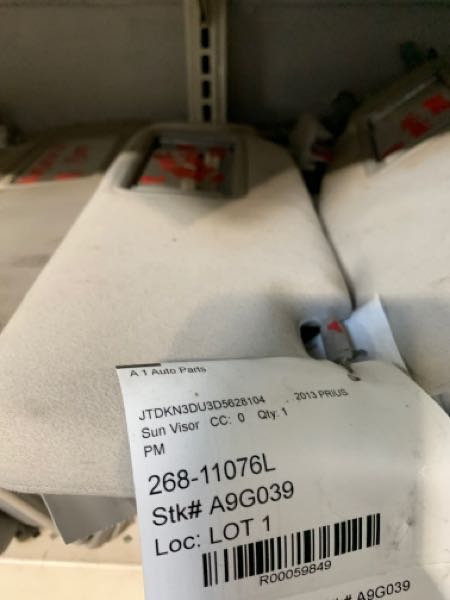 A 1 Auto Parts
JTDKN3DU3D5628104 . 2013 PRIUS
Sun Visor CC: 0 Qty: 1
PM
268-11076L
Stk# A9G039
Loc: LOT 1
R00059849
# A9G039